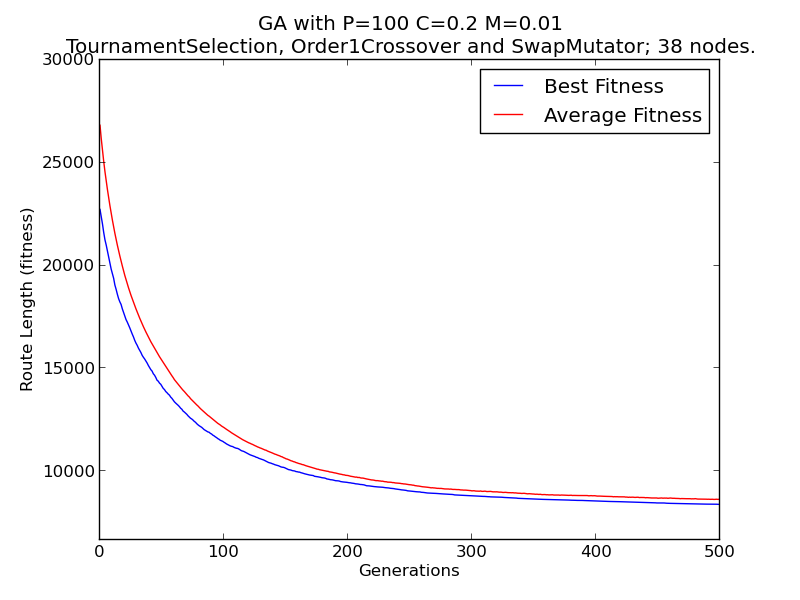 GA with P=100 C=0.2 M=0.01
TournamentSelection, Order1Crossover and SwapMutator; 38 nodes.
Best Fitness
Average Fitness
Route Length (fitness)
30000
25000
20000
15000
10000
0
100
200
300
400
500
Generations